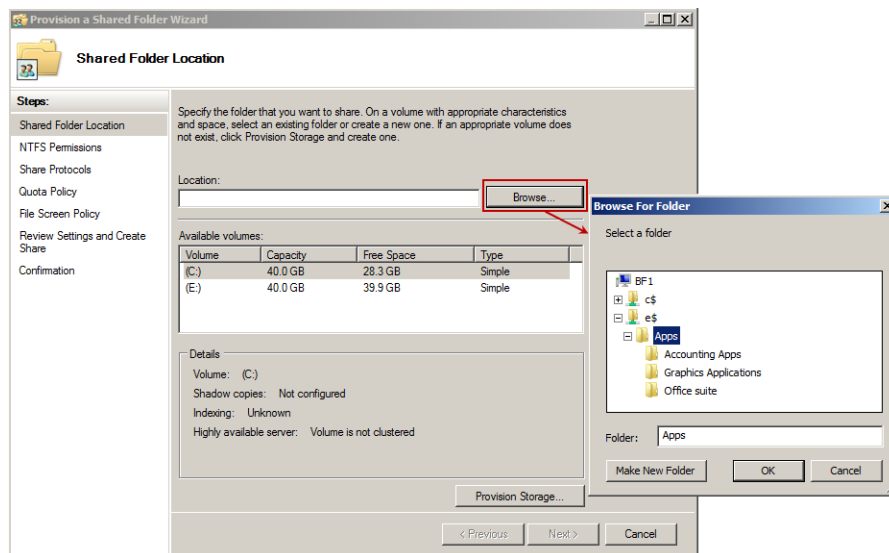 Provision a Shared Folder Wizard
Shared Folder Location
Steps:
Shared Folder Location
NTFS Permissions
Share Protocols
Quota Policy
File Screen Policy
Review Settings and Create
Share
Confirmation
Specify the folder that you want to share. On a volume with appropriate characteristics
and space, select an existing folder or create a new one. If an appropriate volume does
not exist, click Provision Storage and create one.
Location:
Browse...
Available volumes:
Volume Capacity Free Space Type
(C:) 40.0 GB 28.3 GB Simple
(E:) 40.0 GB 39.9 GB Simple
Details
Volume: (C:)
Shadow copies: Not configured
Indexing: Unknown
Highly available server: Volume is not clustered
Provision Storage...
< Previous Next > Cancel
Browse For Folder
Select a folder
BF1
c$
e$
Apps
Accounting Apps
Graphics Applications
Office suite
Folder: Apps
Make New Folder OK Cancel